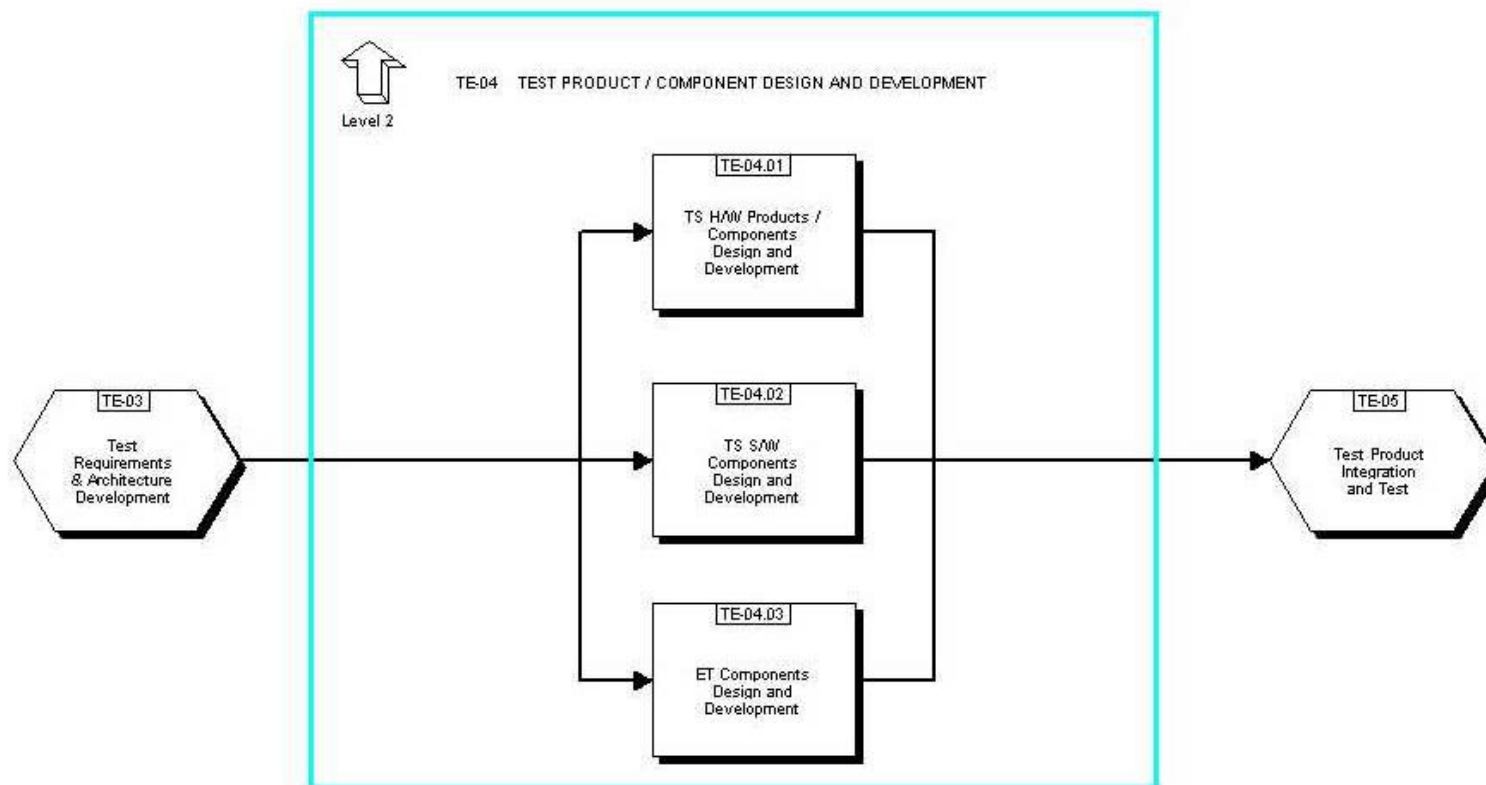 TE-04 TEST PRODUCT / COMPONENT DESIGN AND DEVELOPMENT
Level 2
TE-04.01
TS H/W Products /
Components
Design and
Development
TE-03
Test
Requirements
& Architecture
Development
TE-04.02
TS S/W
Components
Design and
Development
TE-05
Test Product
Integration
and Test
TE-04.03
ET Components
Design and
Development